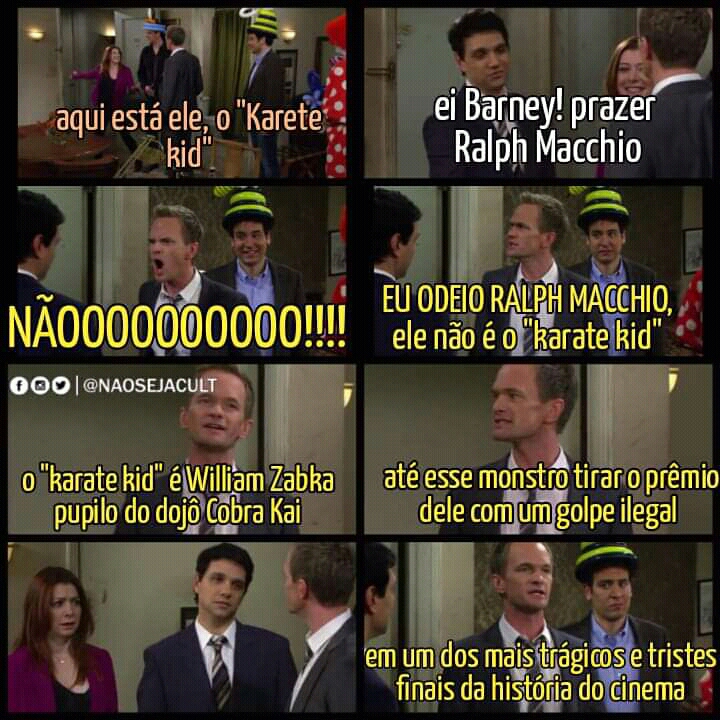 aqui está ele, o "Karete
kid"
ei Barney! prazer
Ralph Macchio
NÃOOOOOOOOOOO!!!!
EU ODEIO RALPH MACCHIO,
ele não é o "karate kid"
| @NAOSEJACULT
o "karate kid" é William Zabka
pupilo do dojô Cobra Kai
até esse monstro tirar o prêmio
dele com um golpe ilegal
em um dos mais trágicos e tristes
finais da história do cinema